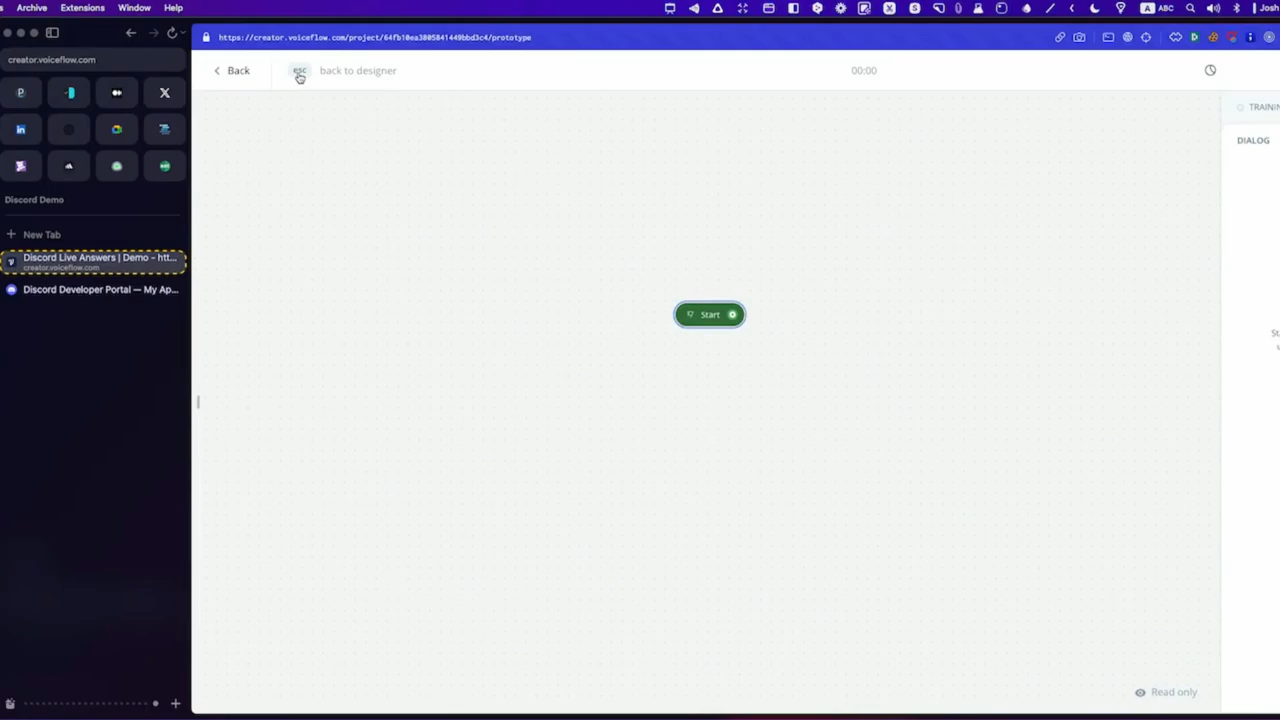 Archive Extensions Window Help
ABC
Josh
creator.voiceflow.com
https://creator.voiceflow.com/project/64fb10ea3805841449bbd3c4/prototype
Back
esc
back to designer
00:00
Discord Demo
New Tab
Discord Live Answers | Demo – htt...
creator.voiceflow.com
Discord Developer Portal — My Ap...
Start
DIALOG
Read only